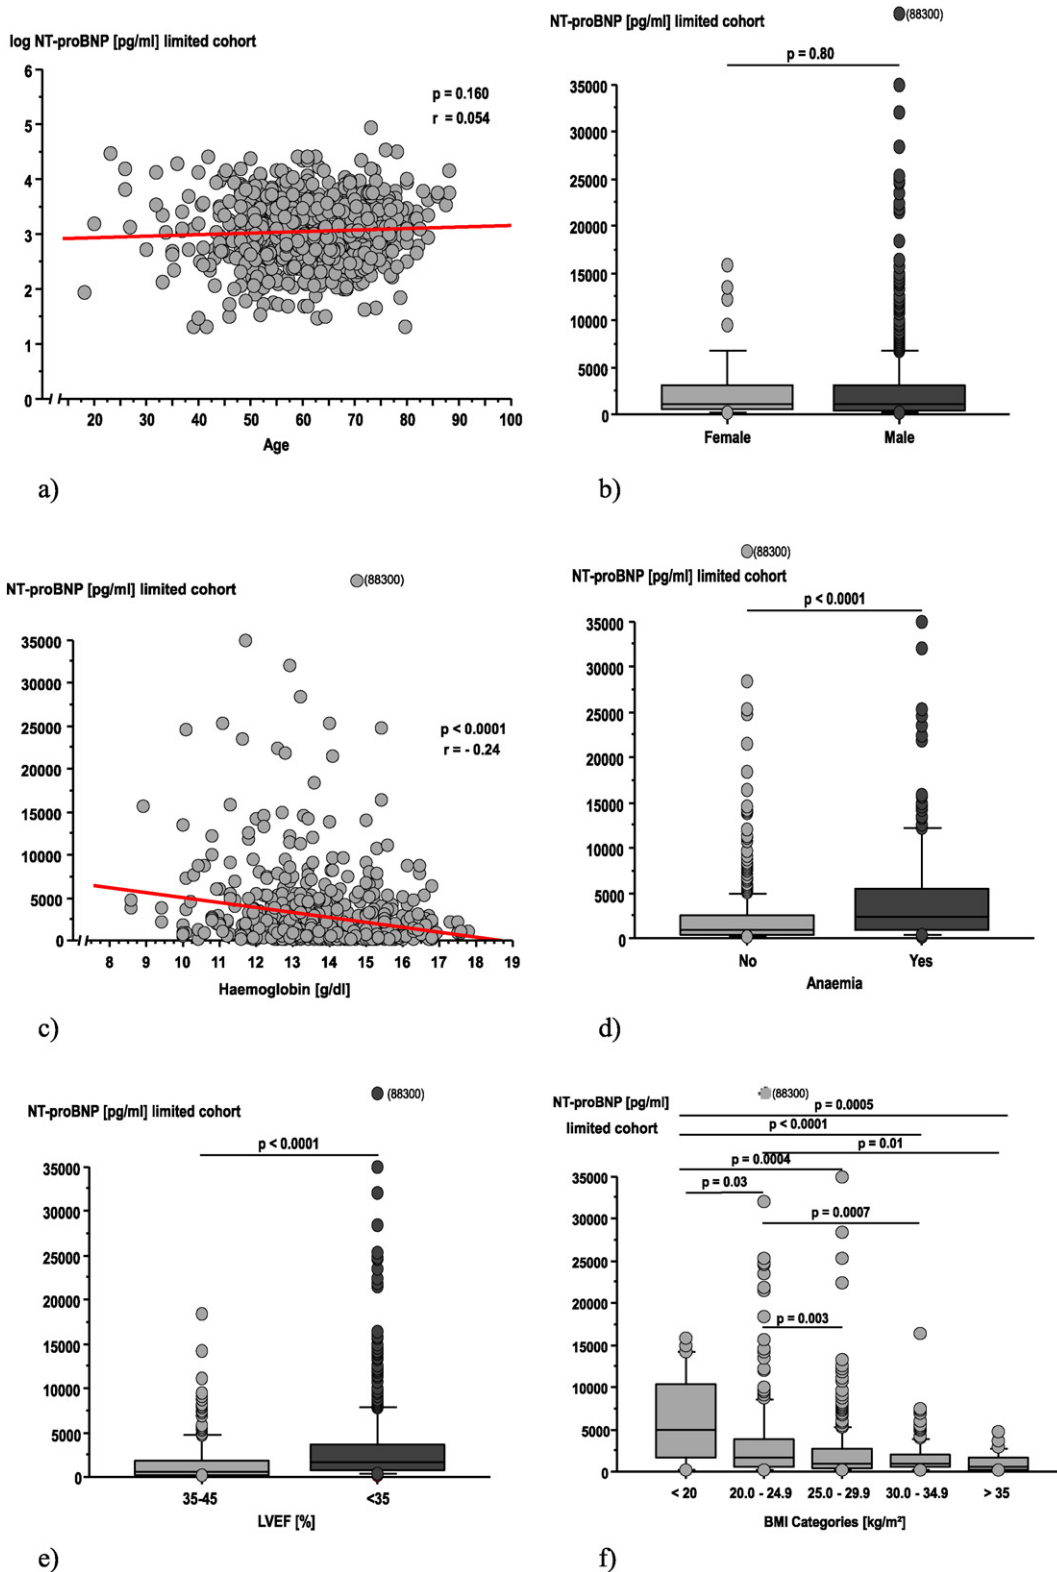 log NT-proBNP [pg/ml] limited cohort
6
5
4
3
2
1
0
p = 0.160
r = 0.054
20 30 40 50 60 70 80 90 100
Age
a)
NT-proBNP [pg/ml] limited cohort
(88300)
p = 0.80
35000
30000
25000
20000
15000
10000
5000
0
Female Male
b)
NT-proBNP [pg/ml] limited cohort
(88300)
35000
30000
25000
20000
15000
10000
5000
0
p < 0.0001
r = - 0.24
8 9 10 11 12 13 14 15 16 17 18 19
Haemoglobin [g/dl]
c)
(88300)
NT-proBNP [pg/ml] limited cohort
p < 0.0001
35000
30000
25000
20000
15000
10000
5000
0
No Yes
Anaemia
d)
(88300)
NT-proBNP [pg/ml] limited cohort
p < 0.0001
35000
30000
25000
20000
15000
10000
5000
0
35-45 <35
LVEF [%]
e)
NT-proBNP [pg/ml]
limited cohort
(88300)
p = 0.0005
p < 0.0001
p = 0.01
p = 0.0004
p = 0.03
p = 0.0007
p = 0.003
35000
30000
25000
20000
15000
10000
5000
0
< 20 20.0 - 24.9 25.0 - 29.9 30.0 - 34.9 > 35
BMI Categories [kg/m²]
f)